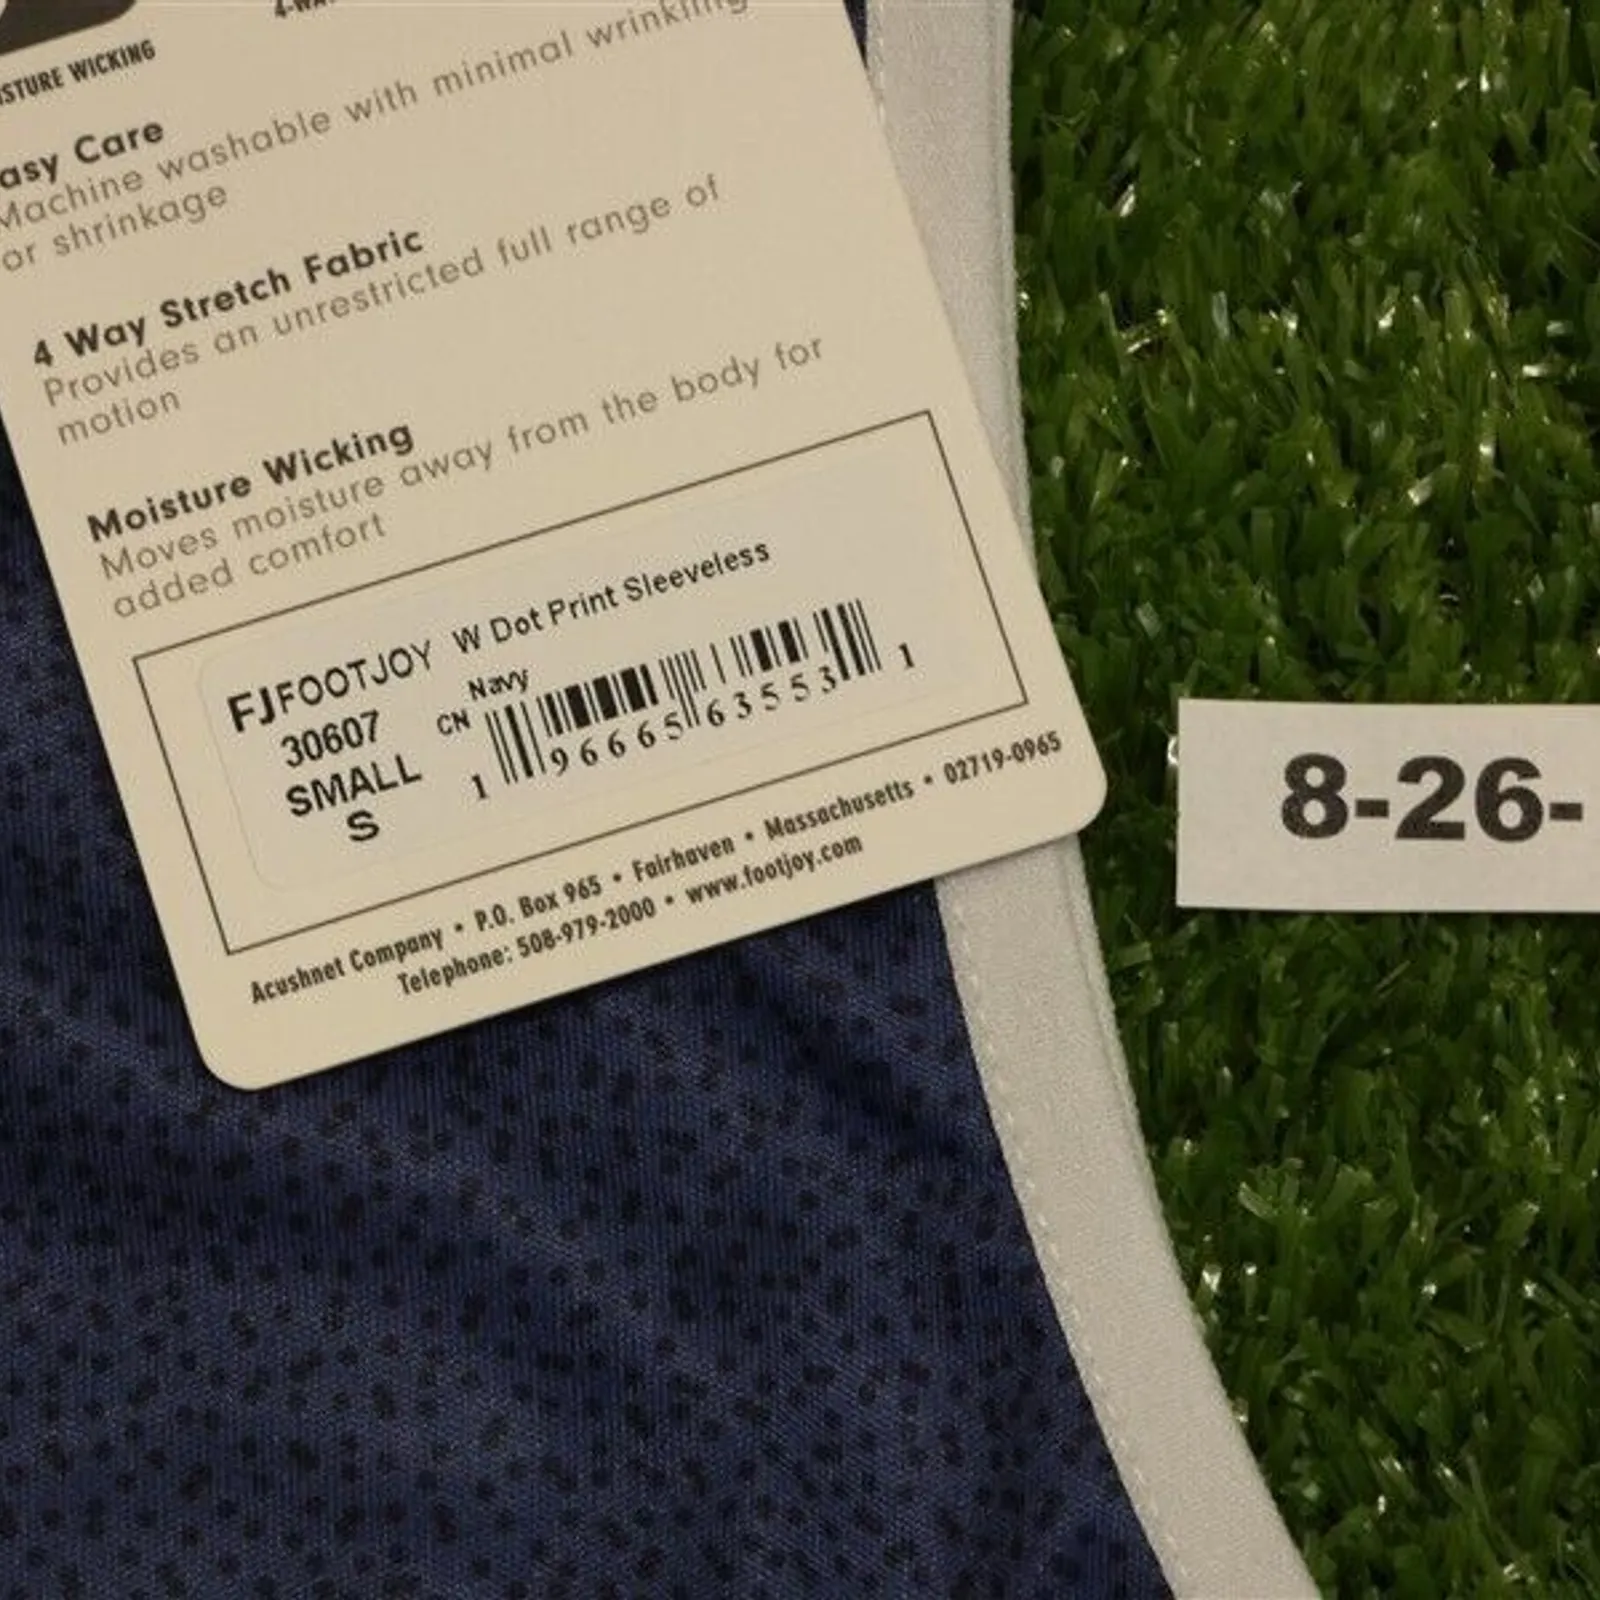 MOISTURE WICKING
Easy Care
Machine washable with minimal wrinkling
or shrinkage
4 Way Stretch Fabric
Provides an unrestricted full range of
motion
Moisture Wicking
Moves moisture away from the body for
added comfort
FJFOOTJOY W Dot Print Sleeveless
30607 CN Navy
SMALL
S
1 96665 63553 1
Acushnet Company • P.O. Box 965 • Fairhaven • Massachusetts • 02719-0965
Telephone: 508-979-2000 • www.footjoy.com
8-26-